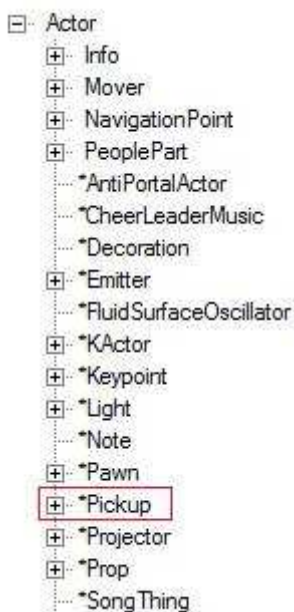 Actor
Info
Mover
NavigationPoint
PeoplePart
*AntiPortalActor
*CheerLeaderMusic
*Decoration
*Emitter
*FluidSurfaceOscillator
*KActor
*Keypoint
*Light
*Note
*Pawn
*Pickup
*Projector
*Prop
*SongThing